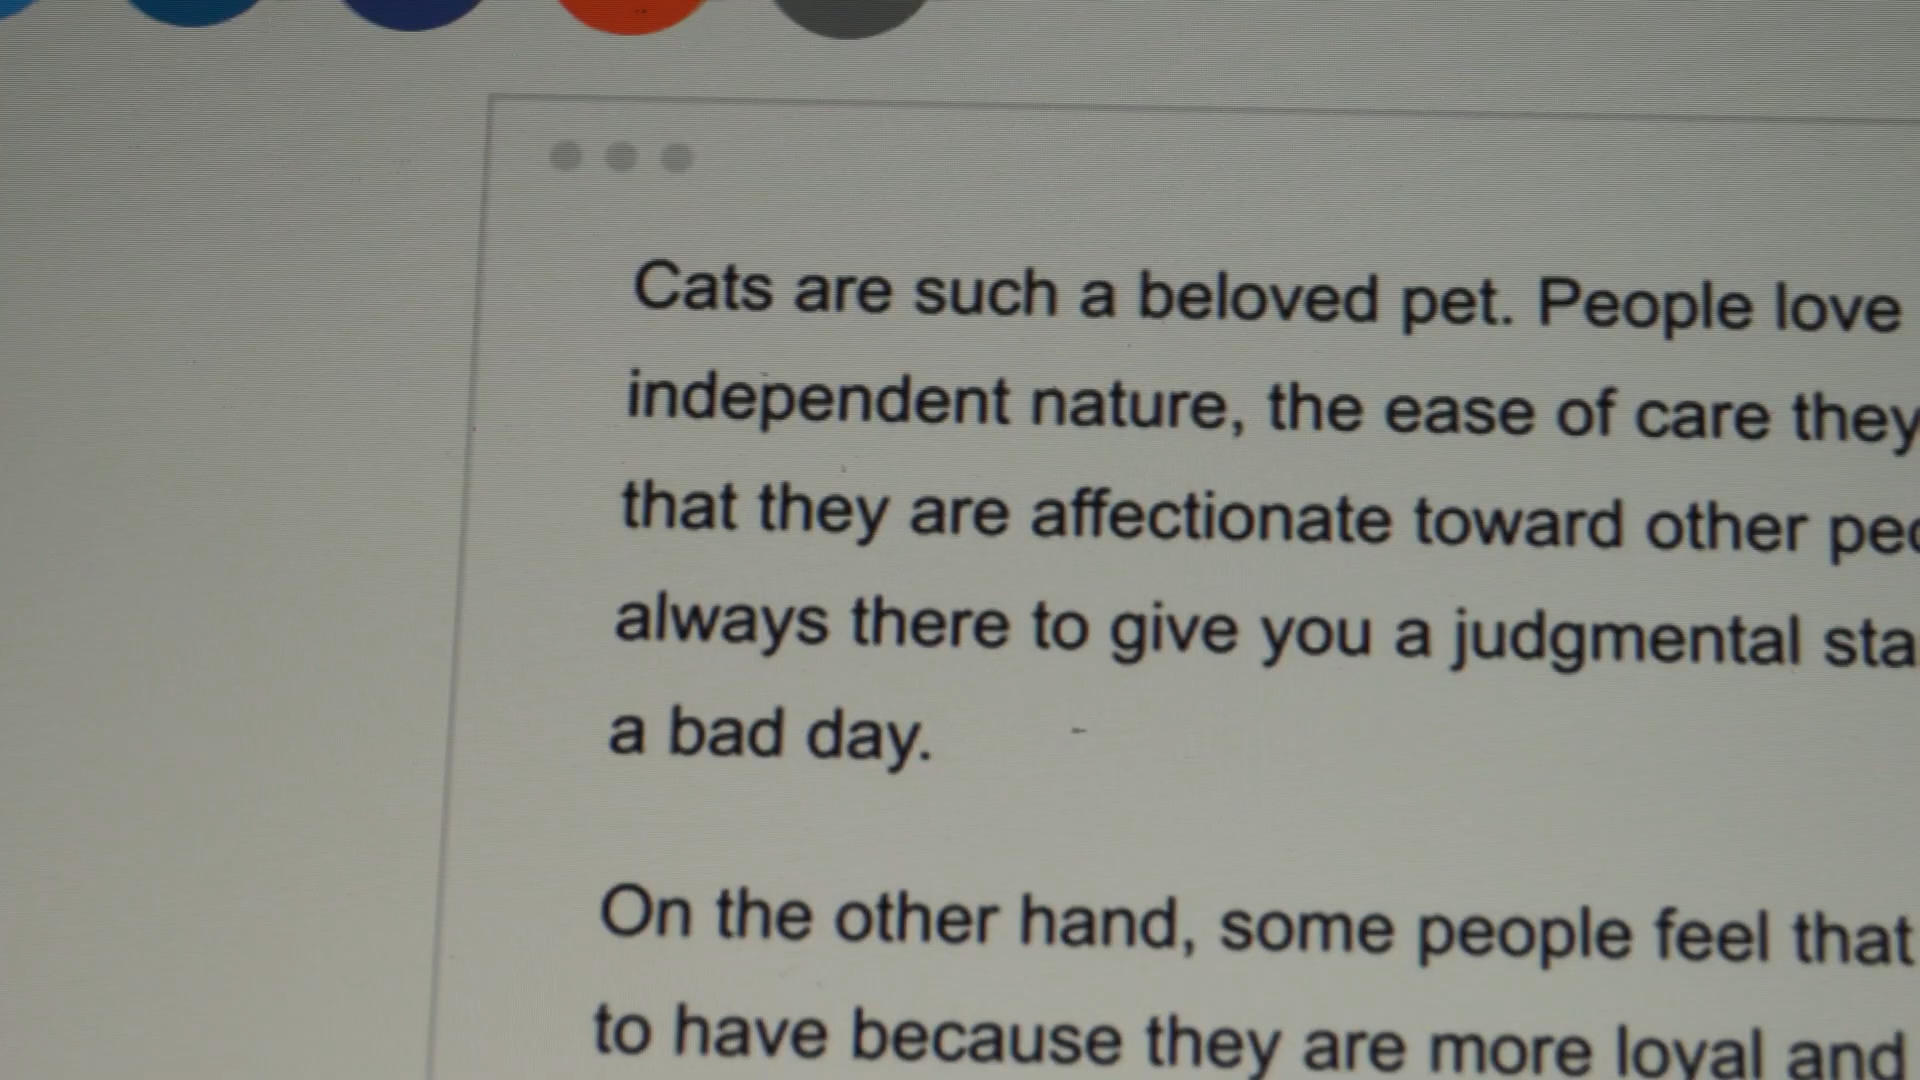 Cats are such a beloved pet. People love
independent nature, the ease of care they
that they are affectionate toward other
always there to give you a judgmental
a bad day.
On the other hand, some people feel that
to have because they are more loyal and